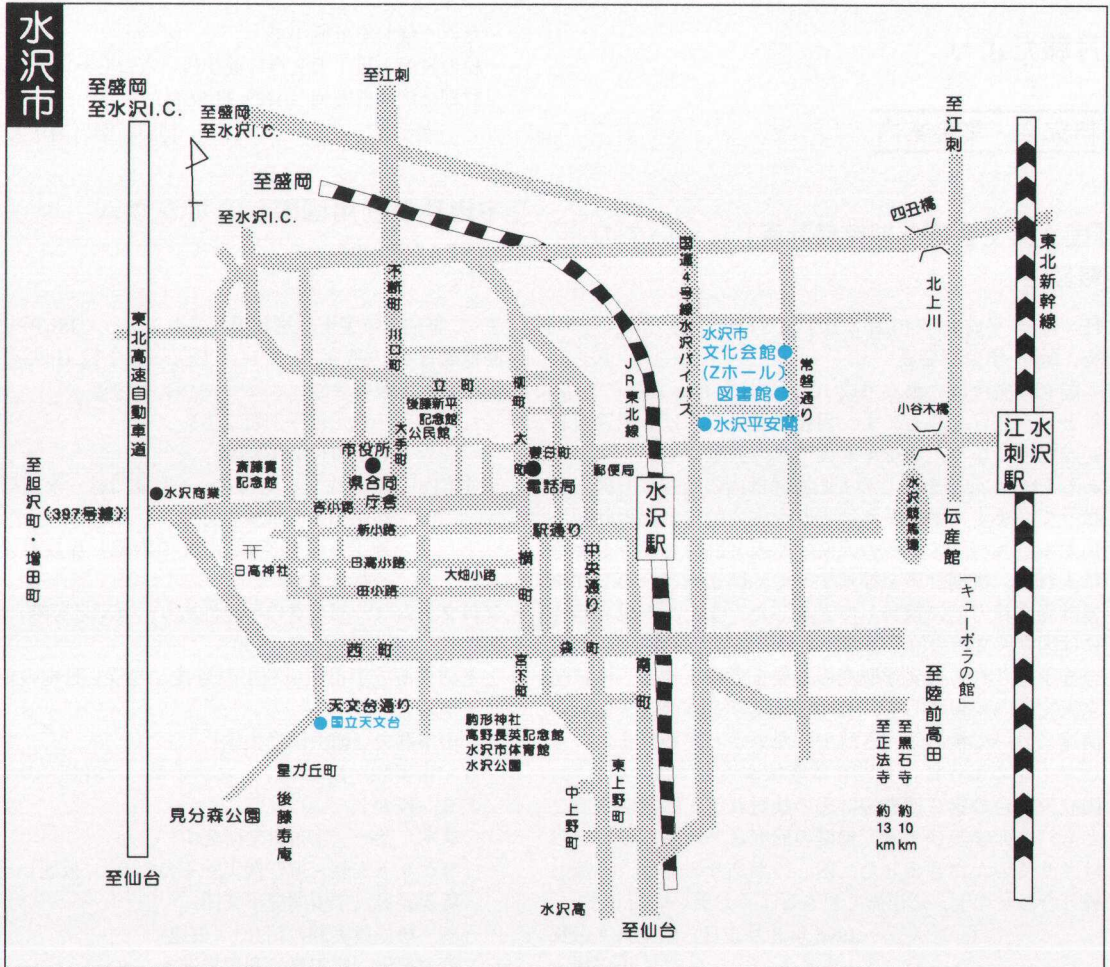 水沢市
至盛岡
至水沢I.C.
至盛岡
至水沢I.C.
至江刺
至江刺
至盛岡
至水沢I.C.
四丑橋
東北新幹線
北上川
国道4号線水沢バイパス
不断町
川口町
東北高速自動車道
水沢市
文化会館
(Zホール)
図書館
水沢平安閣
常磐通り
JR東北線
立町
柳町
後藤新平
記念館
公民館
大手町
大町
小谷木橋
水沢
江刺駅
市役所
県合同
庁舎
春日町
郵便局
電話局
斎藤實
記念館
水沢商業
至胆沢町・増田町
(397号線)
吉小路
新小路
駅通り
水沢駅
水沢競馬場
伝産館
「キューポラの館」
日高神社
日高小路
大畑小路
田小路
横町
中央通り
西町
袋町
宮下町
南町
至陸前高田
至黒石寺 約10km
至正法寺 約13km
天文台通り
国立天文台
駒形神社
高野長英記念館
水沢市体育館
水沢公園
星ガ丘町
後藤寿庵
見分森公園
東上野町
中上野町
至仙台
水沢高
至仙台